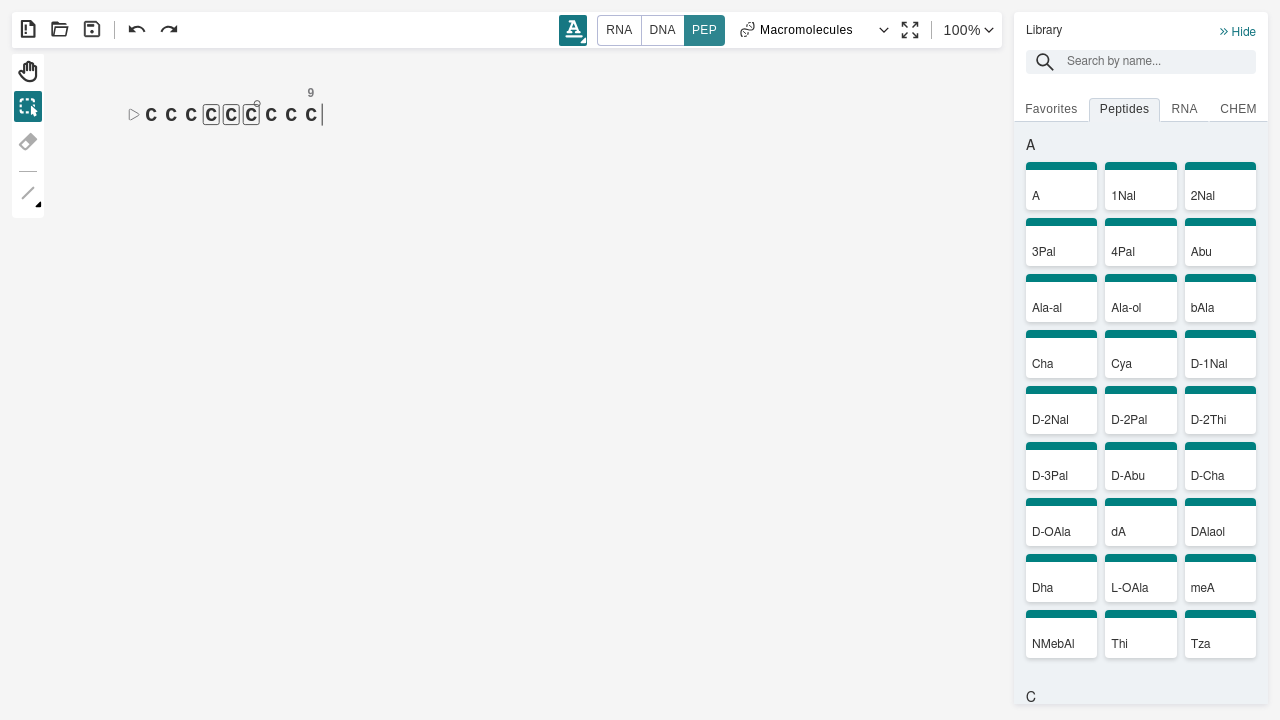 A RNA DNA PEP Macromolecules 100% Library Hide
Search by name...
9
C C C C C C C C C
Favorites Peptides RNA CHEM
A
A 1Nal 2Nal
3Pal 4Pal Abu
Ala-al Ala-ol bAla
Cha Cya D-1Nal
D-2Nal D-2Pal D-2Thi
D-3Pal D-Abu D-Cha
D-OAla dA DAlaol
Dha L-OAla meA
NMebAl Thi Tza
C